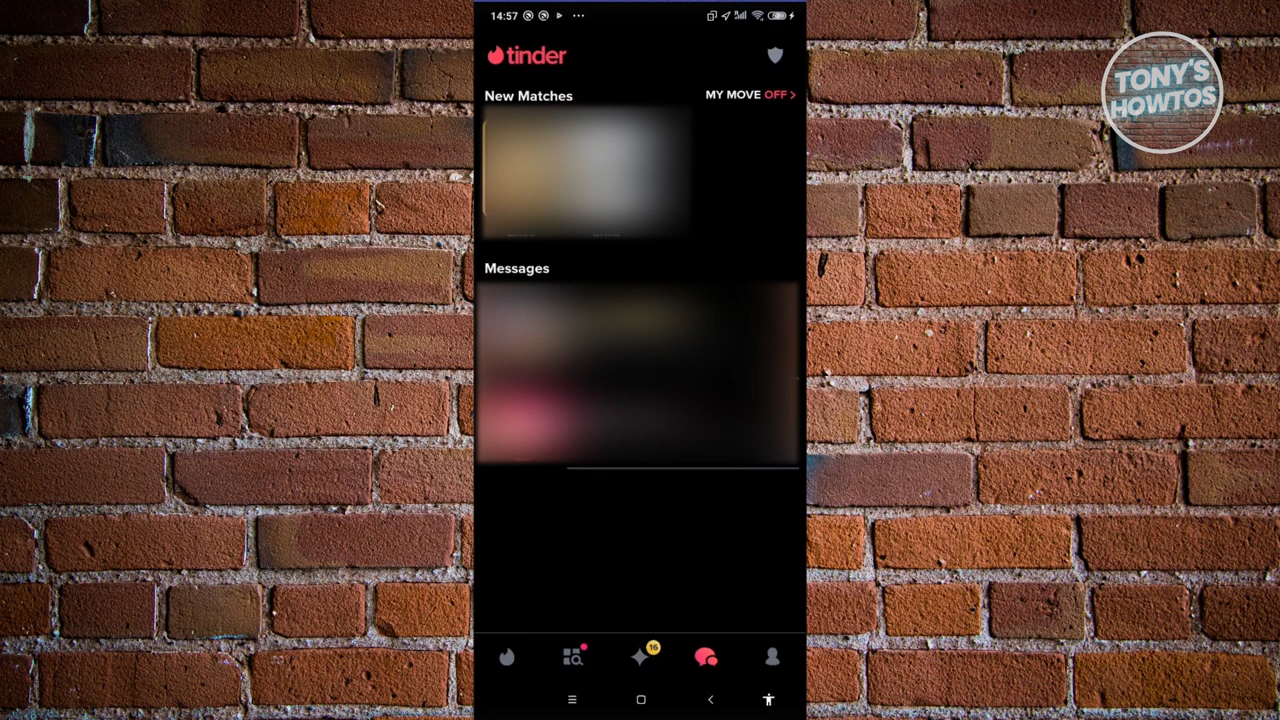 14:57
tinder
New Matches
MY MOVE OFF >
Messages
16
TONY'S
HOWTOS